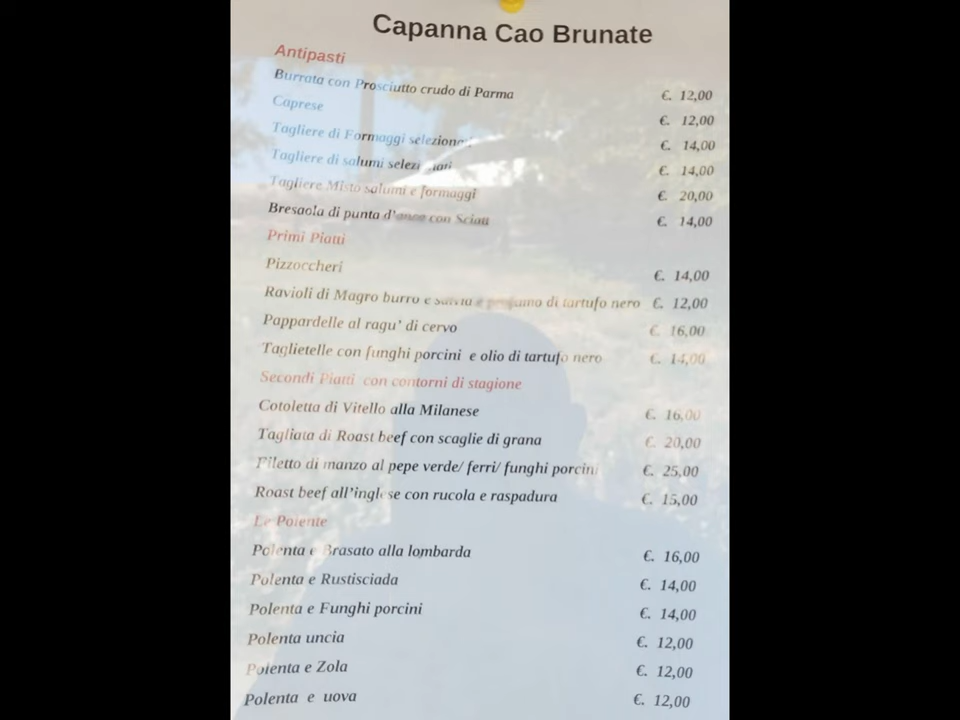 Capanna Cao Brunate
Antipasti
Burrata con Prosciutto crudo di Parma €. 12,00
Caprese €. 12,00
Tagliere di Formaggi €. 14,00
Tagliere di salumi €. 14,00
Tagliere Misto salumi e formaggi €. 20,00
Bresaola di punta d'anca con €. 14,00
Primi Piatti
Pizzoccheri €. 14,00
Ravioli di Magro burro e salvia e di tartufo nero €. 12,00
Pappardelle al ragu' di cervo €. 16,00
Taglietelle con funghi porcini e olio di tartufo nero €. 14,00
Secondi Piatti con contorni di stagione
Cotoletta di Vitello alla Milanese €. 16,00
Tagliata di Roast beef con scaglie di grana €. 20,00
Filetto di manzo al pepe verde/ ferri/ funghi porcini €. 25,00
Roast beef all'inglese con rucola e raspadura €. 15,00
Le Polente
Polenta e Brasato alla lombarda €. 16,00
Polenta e Rustisciada €. 14,00
Polenta e Funghi porcini €. 14,00
Polenta uncia €. 12,00
Polenta e Zola €. 12,00
Polenta e uova €. 12,00